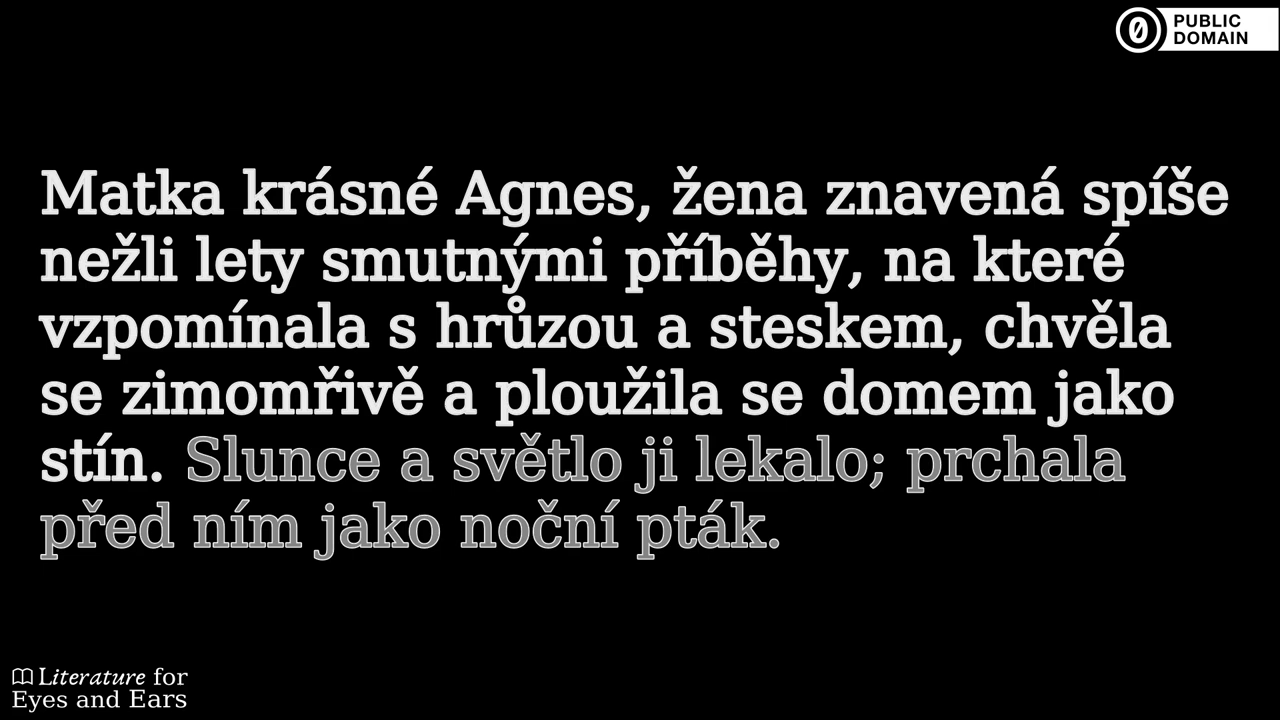 PUBLIC
DOMAIN
Matka krásné Agnes, žena znavená spíše
nežli lety smutnými příběhy, na které
vzpomínala s hrůzou a steskem, chvěla
se zimomřivě a ploužila se domem jako
stín. Slunce a světlo ji lekalo; prchala
před ním jako noční pták.
Literature for
Eyes and Ears